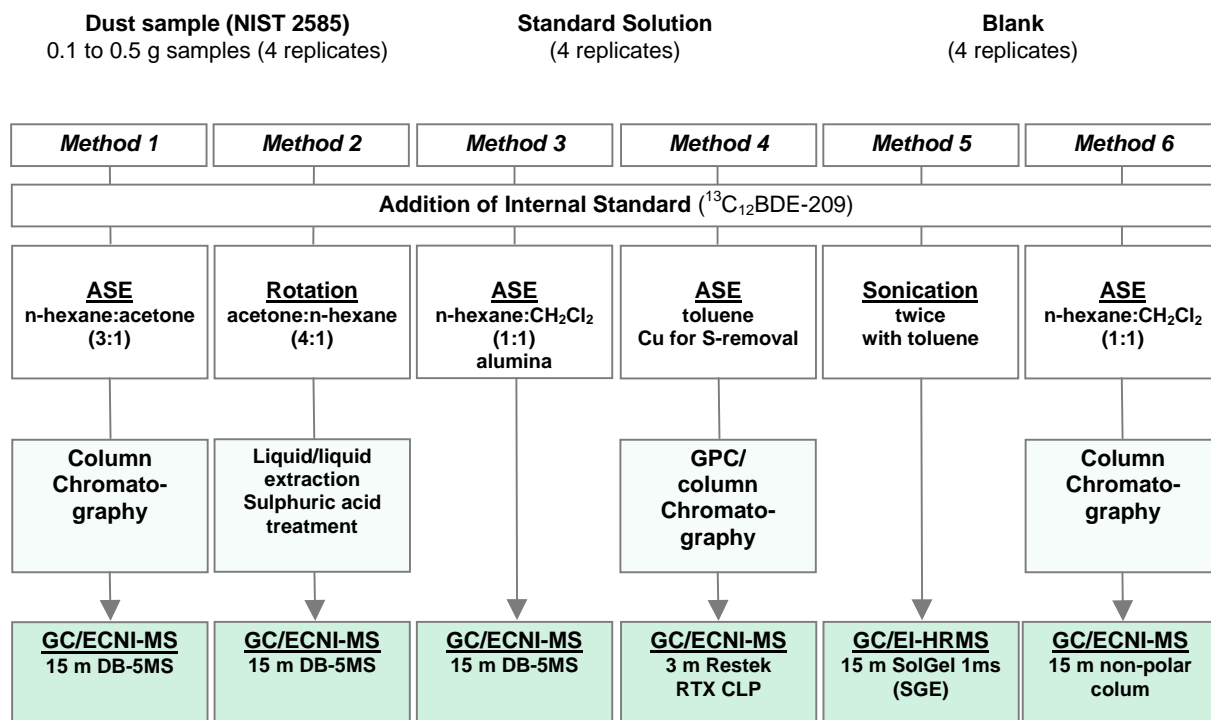 Dust sample (NIST 2585)
0.1 to 0.5 g samples (4 replicates)
Standard Solution
(4 replicates)
Blank
(4 replicates)
Method 1
Method 2
Method 3
Method 4
Method 5
Method 6
Addition of Internal Standard (¹³C₁₂BDE-209)
ASE
n-hexane:acetone
(3:1)
Rotation
acetone:n-hexane
(4:1)
ASE
n-hexane:CH₂Cl₂
(1:1)
alumina
ASE
toluene
Cu for S-removal
Sonication
twice
with toluene
ASE
n-hexane:CH₂Cl₂
(1:1)
Column
Chromato-
graphy
Liquid/liquid
extraction
Sulphuric acid
treatment
GPC/
column
Chromato-
graphy
Column
Chromato-
graphy
GC/ECNI-MS
15 m DB-5MS
GC/ECNI-MS
15 m DB-5MS
GC/ECNI-MS
15 m DB-5MS
GC/ECNI-MS
3 m Restek
RTX CLP
GC/EI-HRMS
15 m SolGel 1ms
(SGE)
GC/ECNI-MS
15 m non-polar
colum